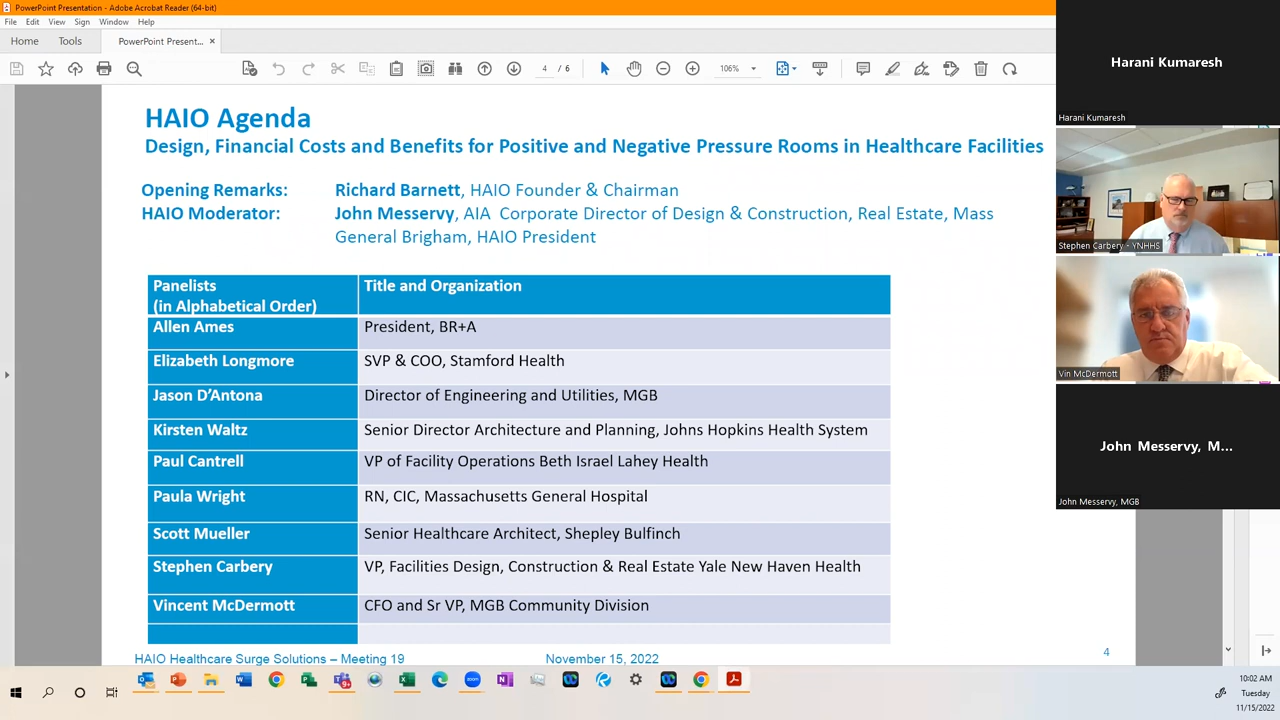 PowerPoint Presentation - Adobe Acrobat Reader (64-bit)
File Edit View Sign Window Help
Home Tools PowerPoint Present... ×
4 / 6 106%
HAIO Agenda
Design, Financial Costs and Benefits for Positive and Negative Pressure Rooms in Healthcare Facilities
Opening Remarks: Richard Barnett, HAIO Founder & Chairman
HAIO Moderator: John Messervy, AIA Corporate Director of Design & Construction, Real Estate, Mass
General Brigham, HAIO President
Panelists Title and Organization
(in Alphabetical Order)
Allen Ames President, BR+A
Elizabeth Longmore SVP & COO, Stamford Health
Jason D’Antona Director of Engineering and Utilities, MGB
Kirsten Waltz Senior Director Architecture and Planning, Johns Hopkins Health System
Paul Cantrell VP of Facility Operations Beth Israel Lahey Health
Paula Wright RN, CIC, Massachusetts General Hospital
Scott Mueller Senior Healthcare Architect, Shepley Bulfinch
Stephen Carbery VP, Facilities Design, Construction & Real Estate Yale New Haven Health
Vincent McDermott CFO and Sr VP, MGB Community Division
HAIO Healthcare Surge Solutions – Meeting 19 November 15, 2022 4
Harani Kumaresh
Harani Kumaresh
Stephen Carbery - YNHHS
Vin McDermott
John Messervy, M...
John Messervy, MGB
10:02 AM
Tuesday
11/15/2022